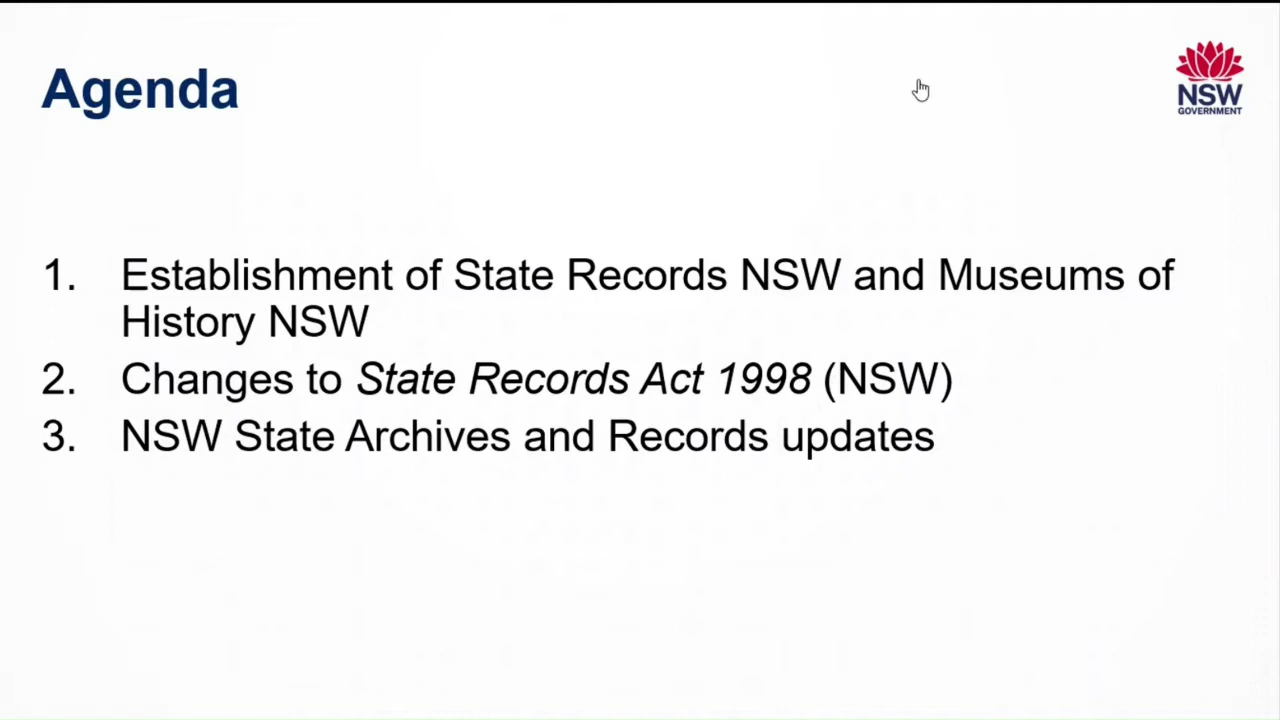 Agenda
NSW
GOVERNMENT
1. Establishment of State Records NSW and Museums of
History NSW
2. Changes to State Records Act 1998 (NSW)
3. NSW State Archives and Records updates